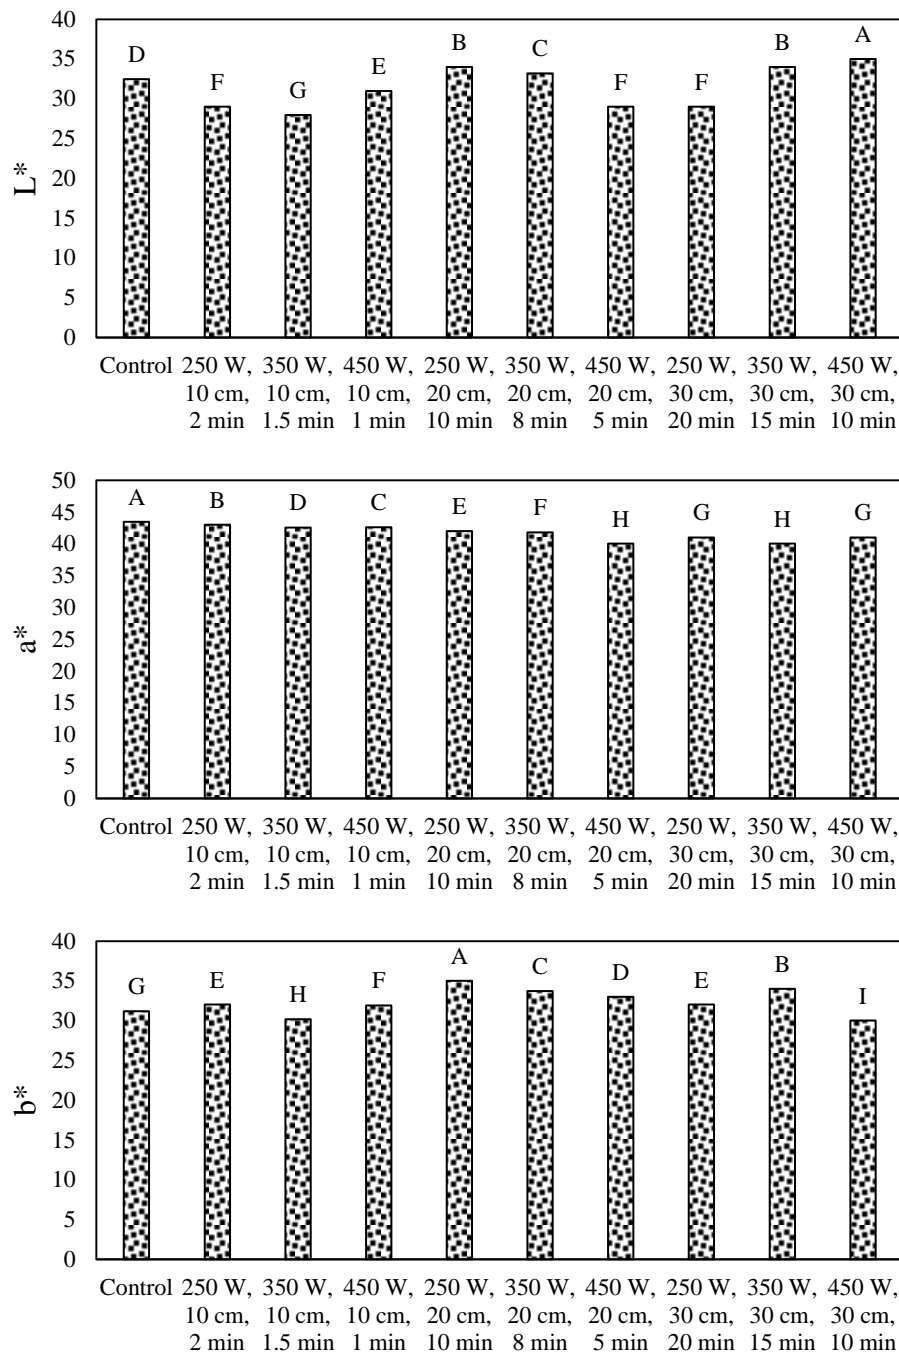 40
35
30
25
20
15
10
5
0
L*
D
F
G
E
B
C
F
F
B
A
Control 250 W, 350 W, 450 W, 250 W, 350 W, 450 W, 250 W, 350 W, 450 W,
10 cm, 10 cm, 10 cm, 20 cm, 20 cm, 20 cm, 30 cm, 30 cm, 30 cm,
2 min 1.5 min 1 min 10 min 8 min 5 min 20 min 15 min 10 min
50
45
40
35
30
25
20
15
10
5
0
a*
A
B
D
C
E
F
H
G
H
G
Control 250 W, 350 W, 450 W, 250 W, 350 W, 450 W, 250 W, 350 W, 450 W,
10 cm, 10 cm, 10 cm, 20 cm, 20 cm, 20 cm, 30 cm, 30 cm, 30 cm,
2 min 1.5 min 1 min 10 min 8 min 5 min 20 min 15 min 10 min
40
35
30
25
20
15
10
5
0
b*
G
E
H
F
A
C
D
E
B
I
Control 250 W, 350 W, 450 W, 250 W, 350 W, 450 W, 250 W, 350 W, 450 W,
10 cm, 10 cm, 10 cm, 20 cm, 20 cm, 20 cm, 30 cm, 30 cm, 30 cm,
2 min 1.5 min 1 min 10 min 8 min 5 min 20 min 15 min 10 min